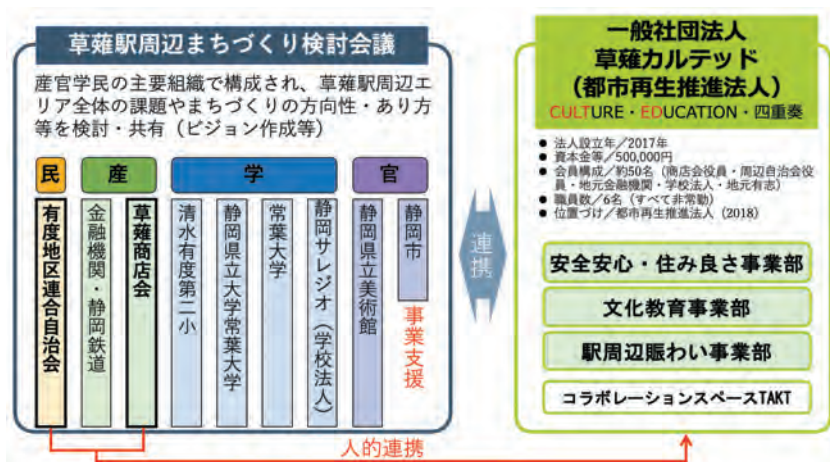 草薙駅周辺まちづくり検討会議
産官学民の主要組織で構成され、草薙駅周辺エ
リア全体の課題やまちづくりの方向性・あり方
等を検討・共有（ビジョン作成等）
民
産
学
官
有度地区連合自治会
金融機関・静岡鉄道
草薙商店会
清水有度第二小
静岡県立大学常葉大学
常葉大学
静岡サレジオ（学校法人）
静岡県立美術館
静岡市
事業支援
人的連携
連携
一般社団法人
草薙カルテッド
（都市再生推進法人）
CULTURE・EDUCATION・四重奏
● 法人設立年／2017年
● 資本金等／500,000円
● 会員構成／約50名（商店会役員・周辺自治会役
員・地元金融機関・学校法人・地元有志）
● 職員数／6名（すべて非常勤）
● 位置づけ／都市再生推進法人（2018）
安全安心・住み良さ事業部
文化教育事業部
駅周辺賑わい事業部
コラボレーションスペースTAKT